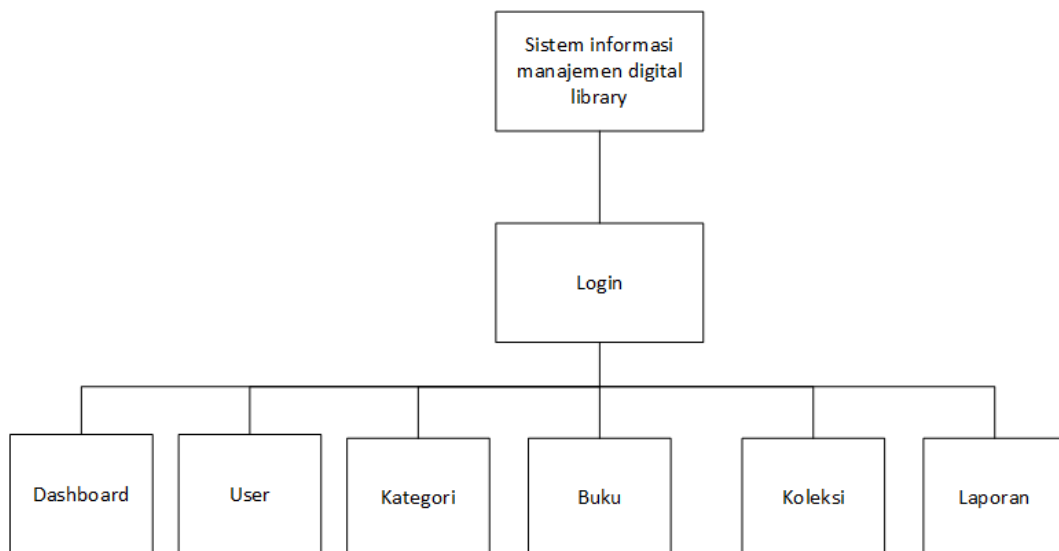 Sistem informasi
manajemen digital
library
Login
Dashboard
User
Kategori
Buku
Koleksi
Laporan